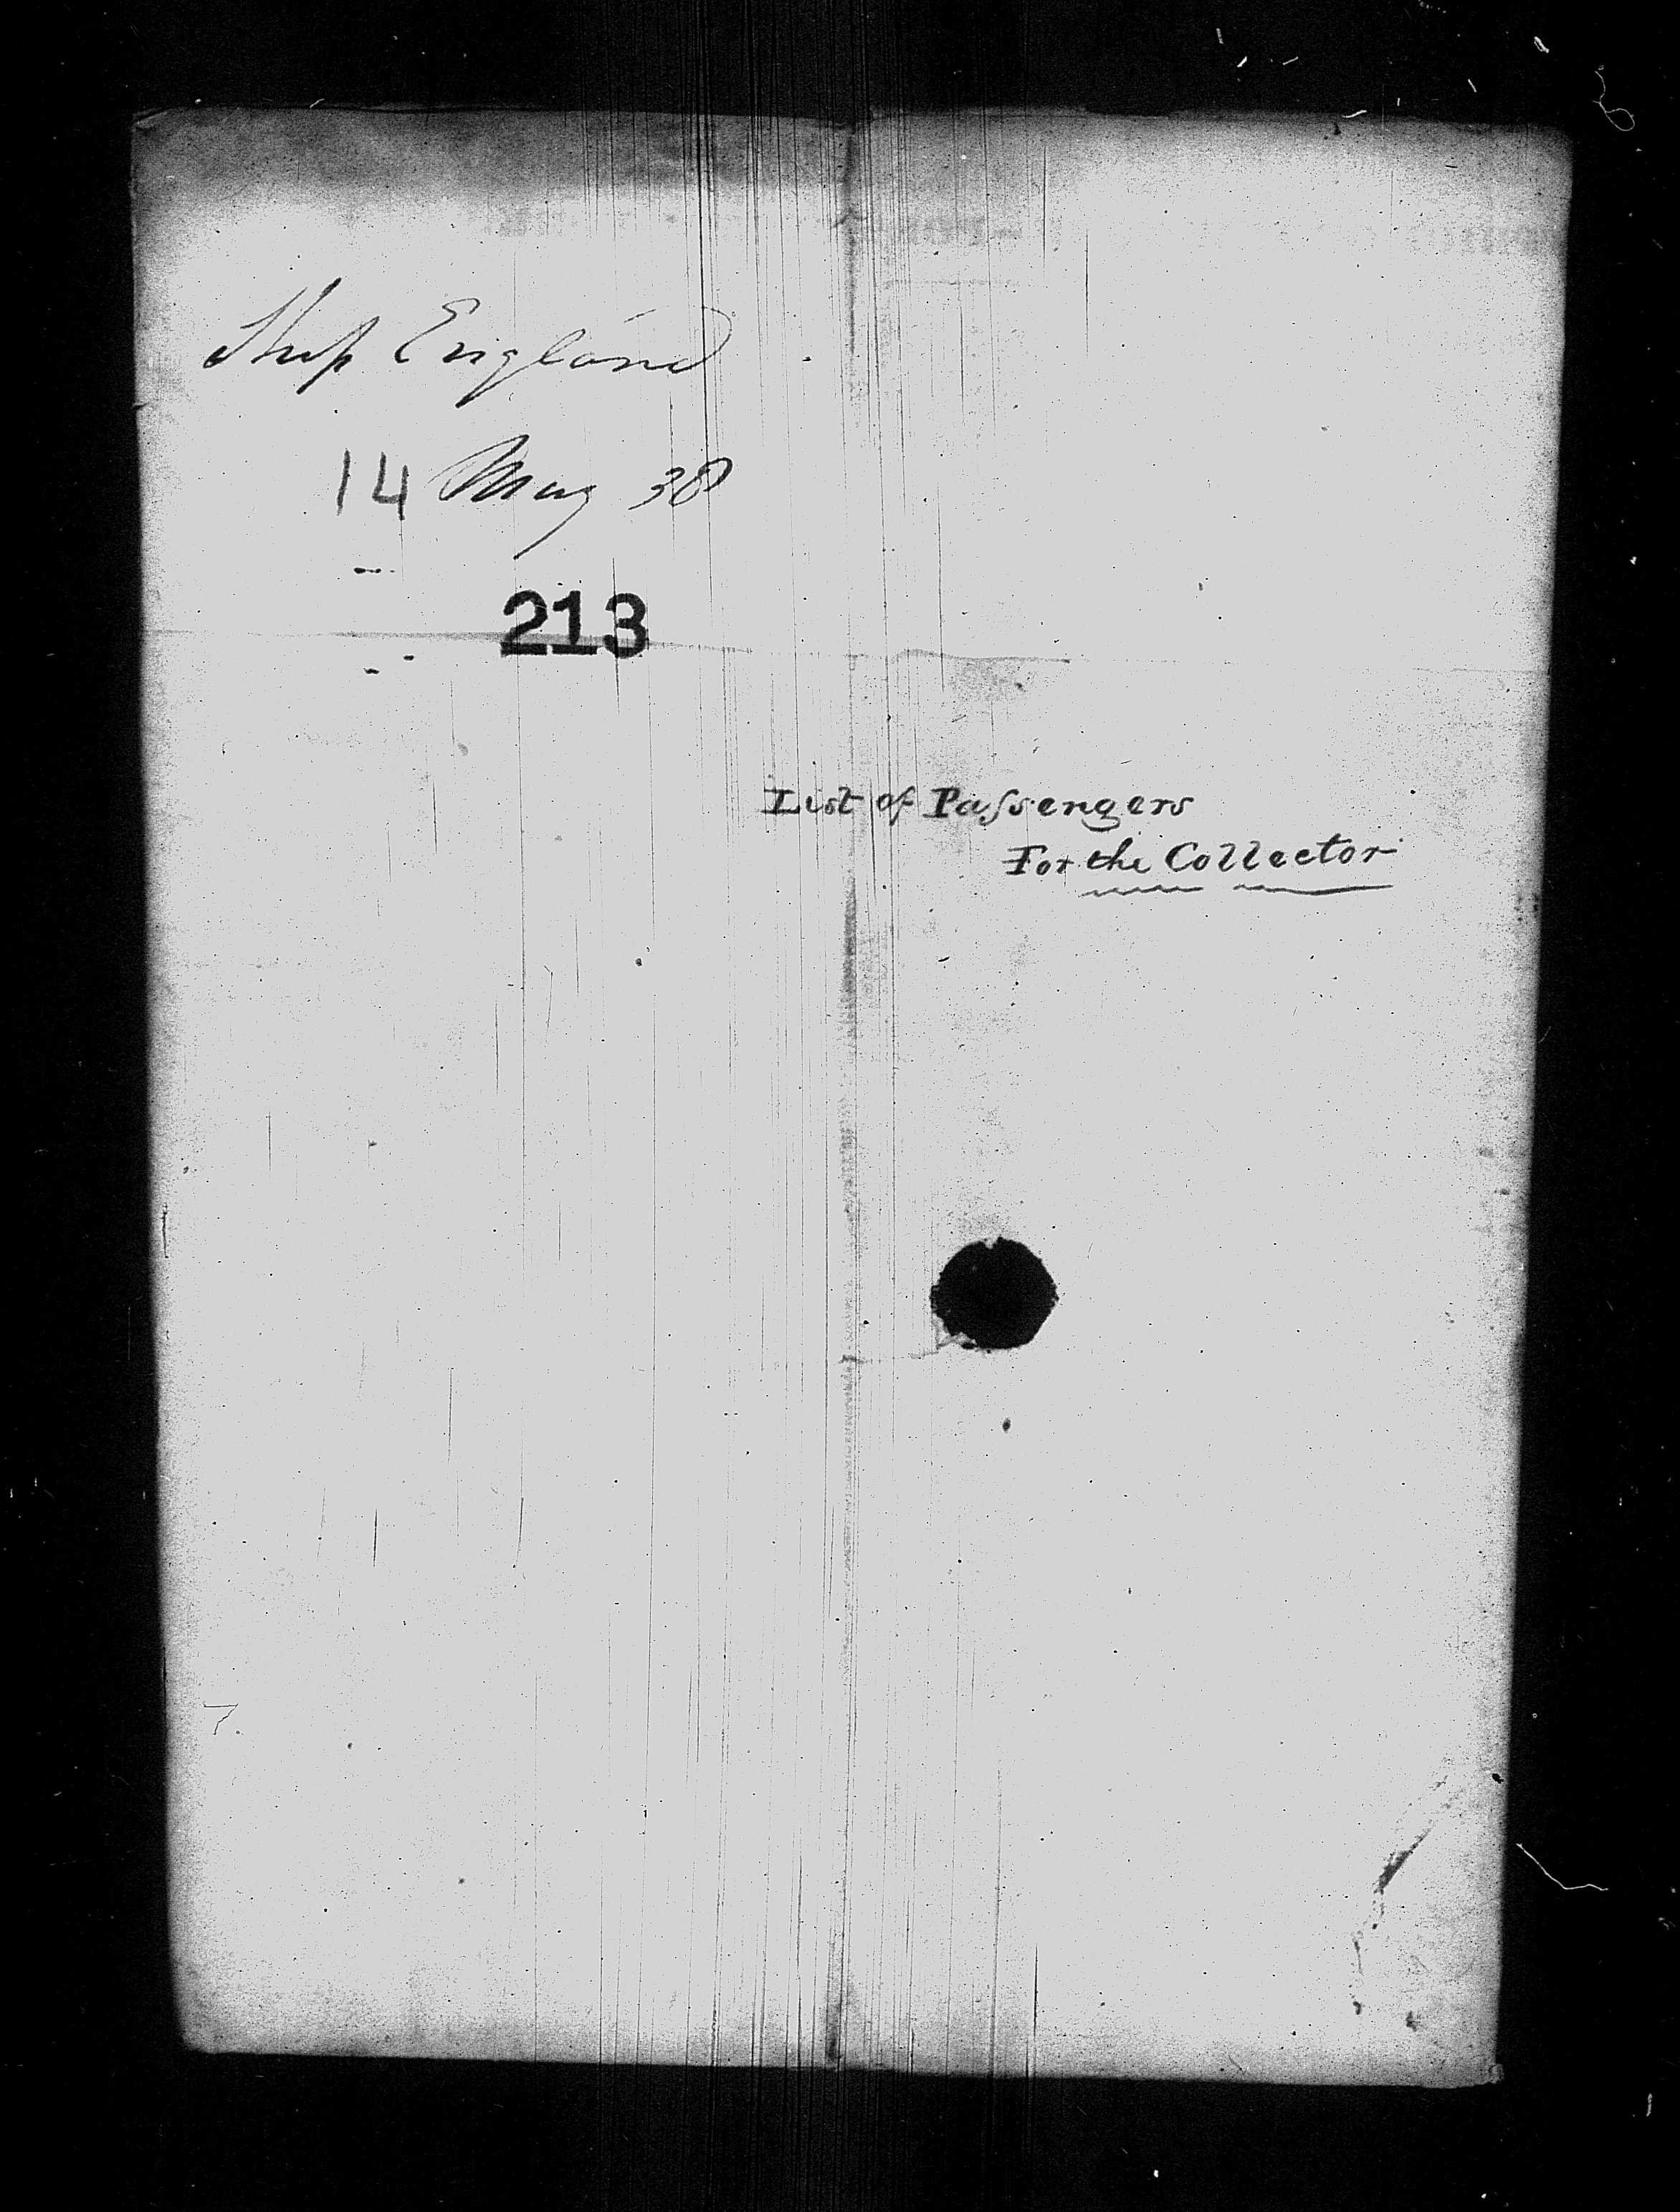 Ship England
14 May 38
213
List of Passengers
For the Collector